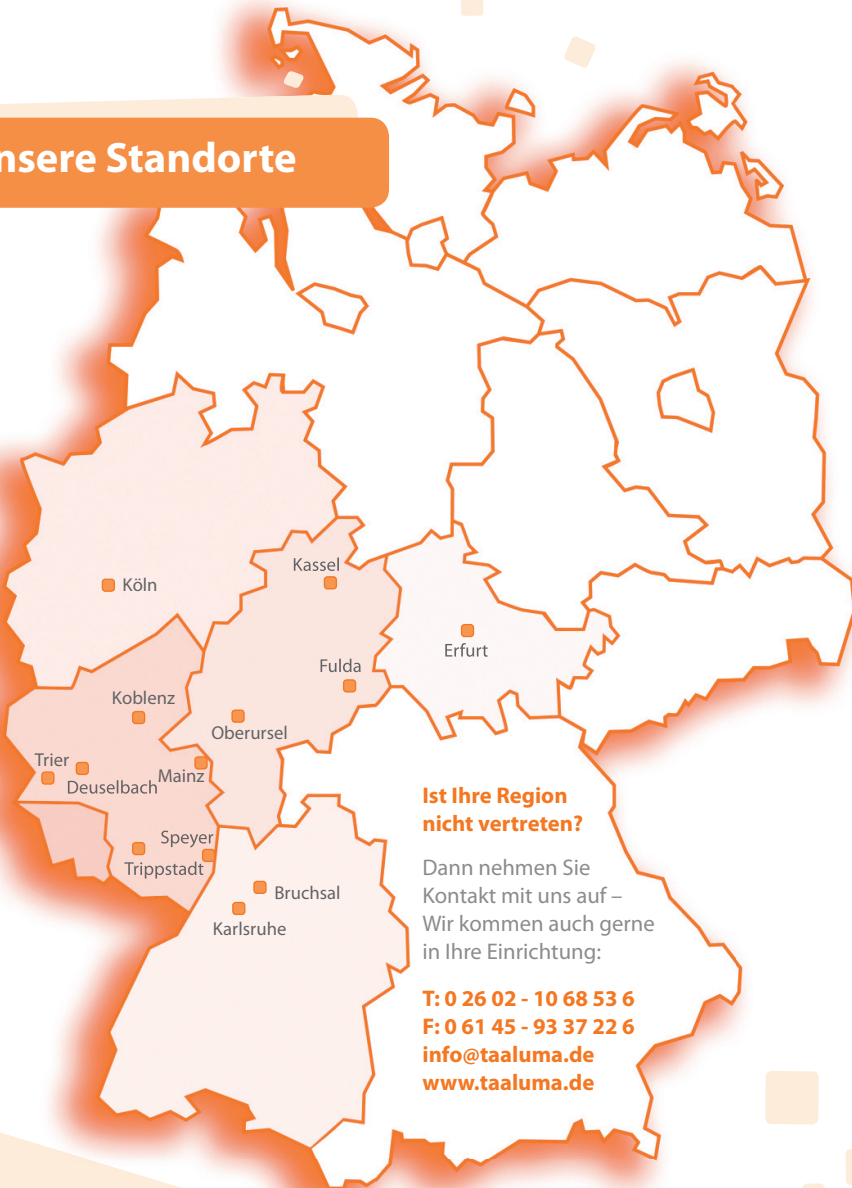 nsere Standorte
Kassel
Köln
Erfurt
Fulda
Koblenz
Oberursel
Trier
Mainz
Deuselbach
Speyer
Trippstadt
Bruchsal
Karlsruhe
Ist Ihre Region
nicht vertreten?
Dann nehmen Sie
Kontakt mit uns auf –
Wir kommen auch gerne
in Ihre Einrichtung:
T: 0 26 02 - 10 68 53 6
F: 0 61 45 - 93 37 22 6
info@taaluma.de
www.taaluma.de